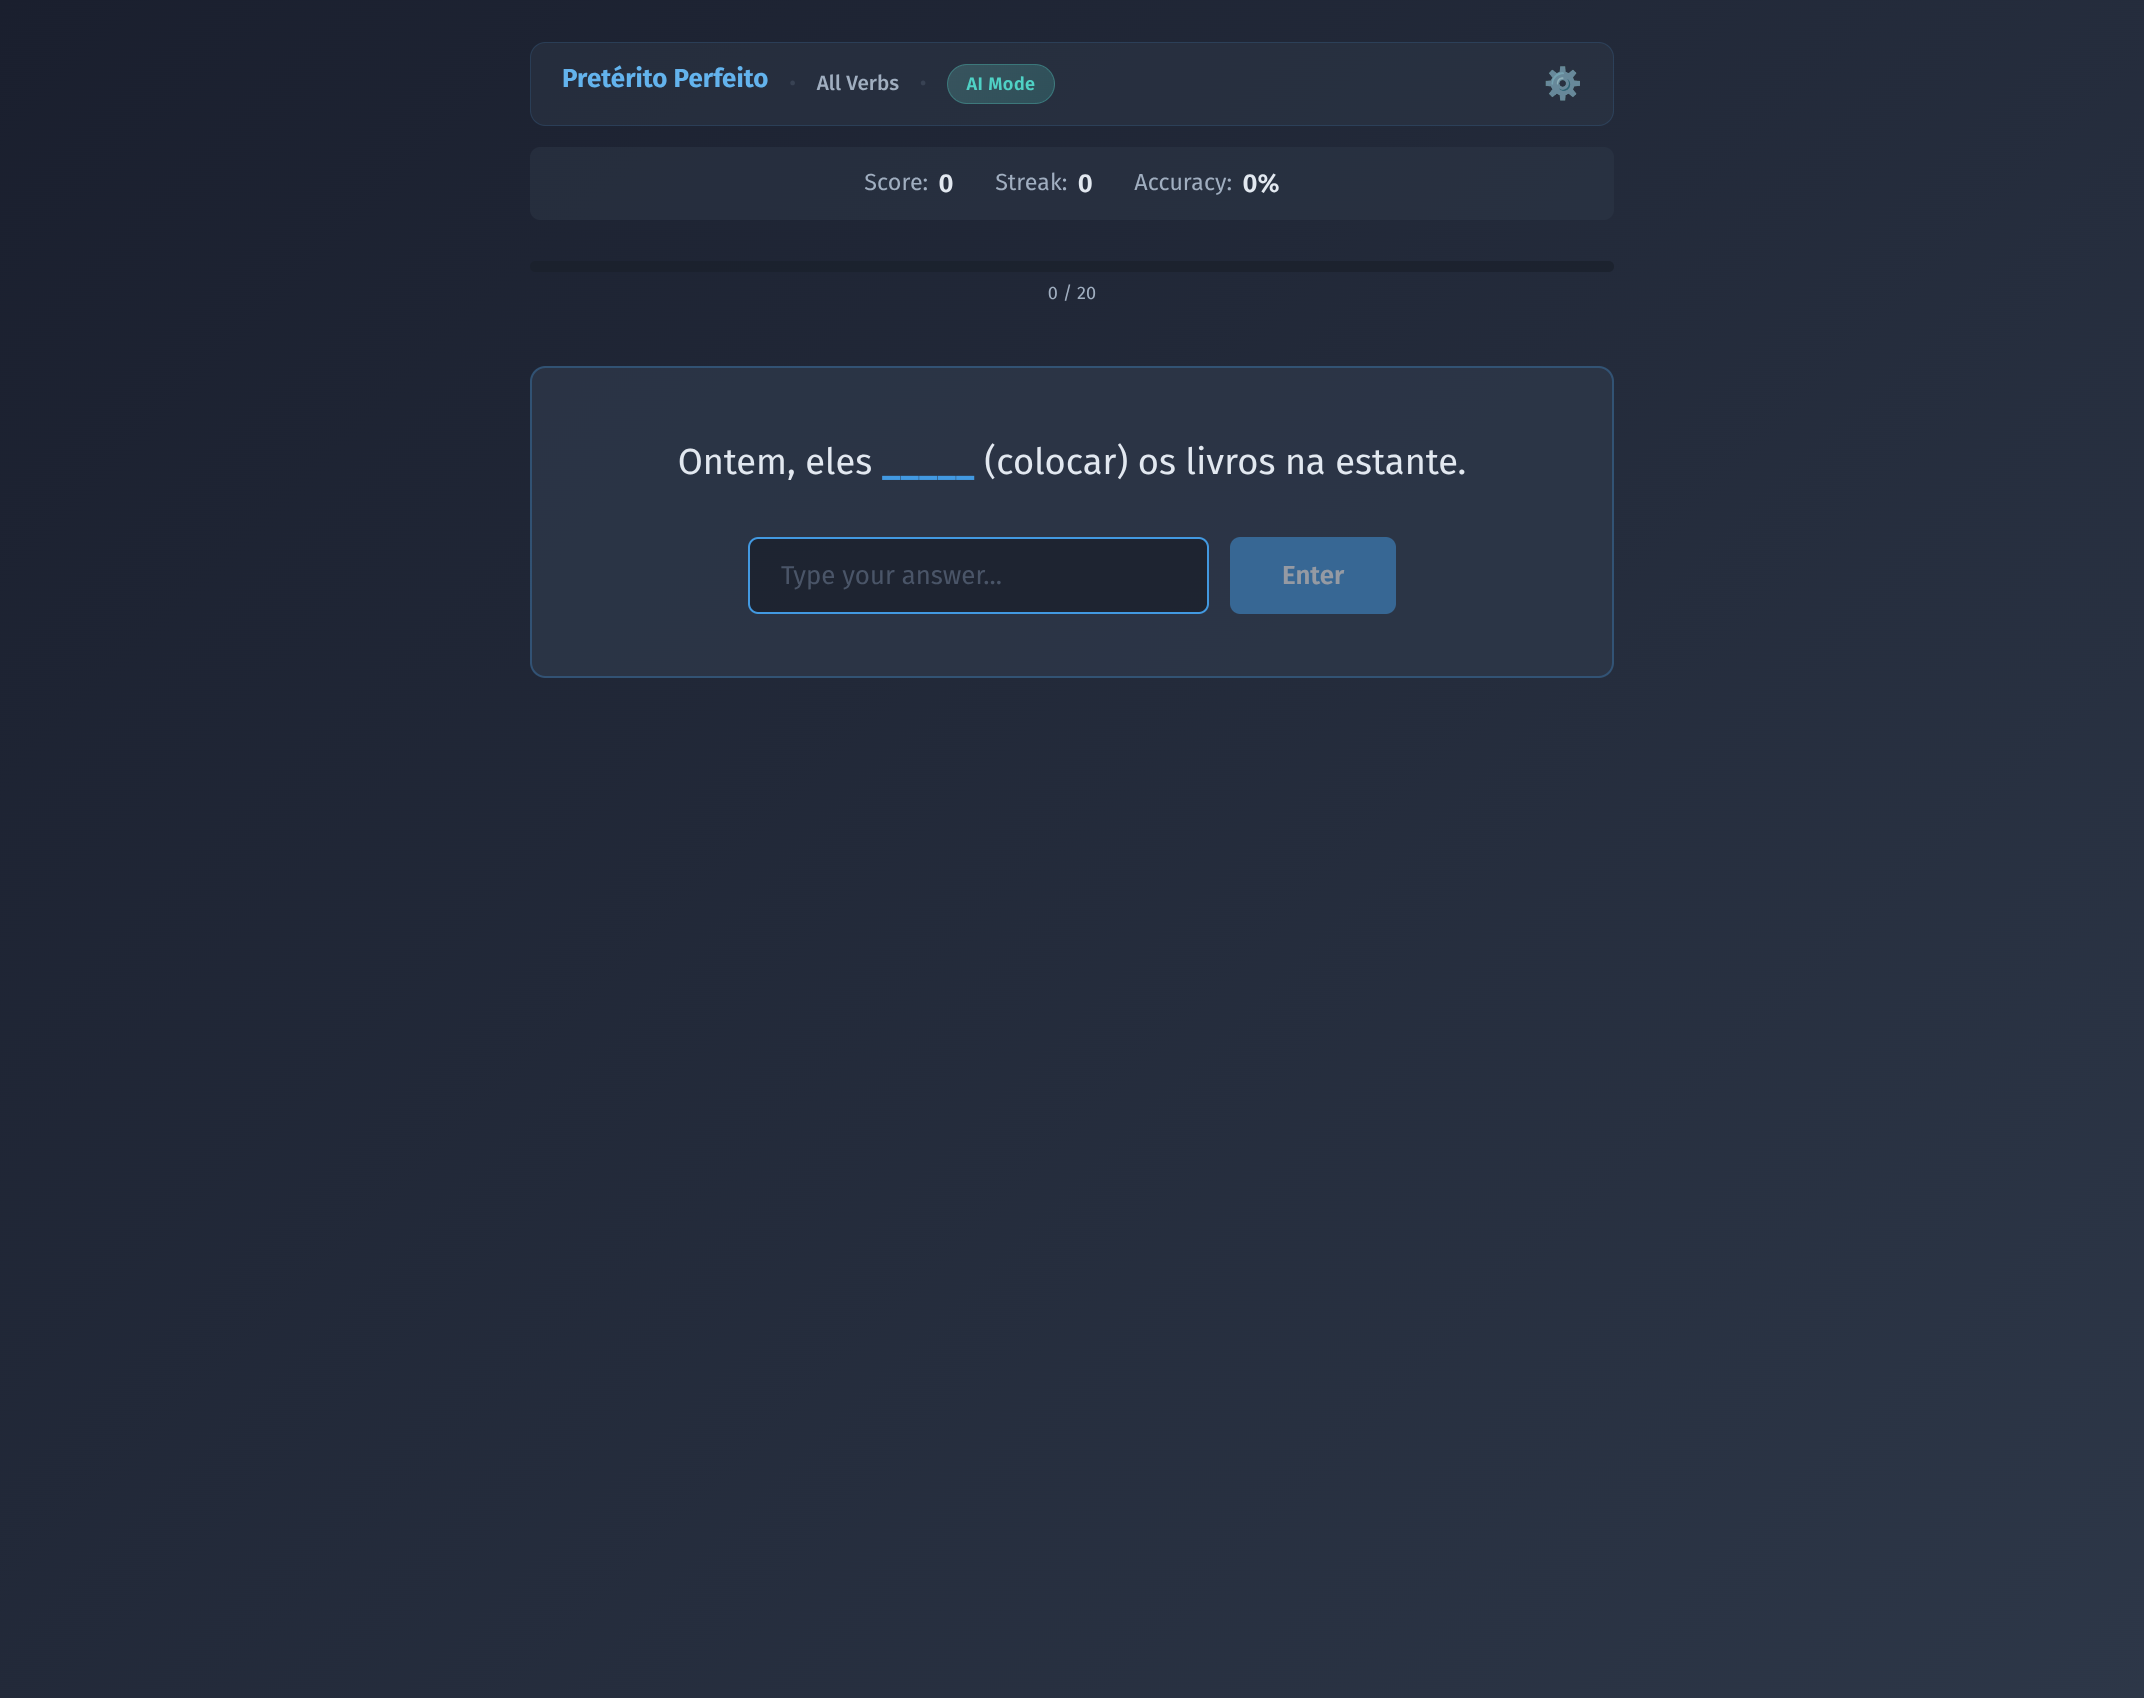 Pretérito Perfeito · All Verbs · AI Mode
Score: 0 Streak: 0 Accuracy: 0%
0 / 20
Ontem, eles _____ (colocar) os livros na estante.
Type your answer... Enter